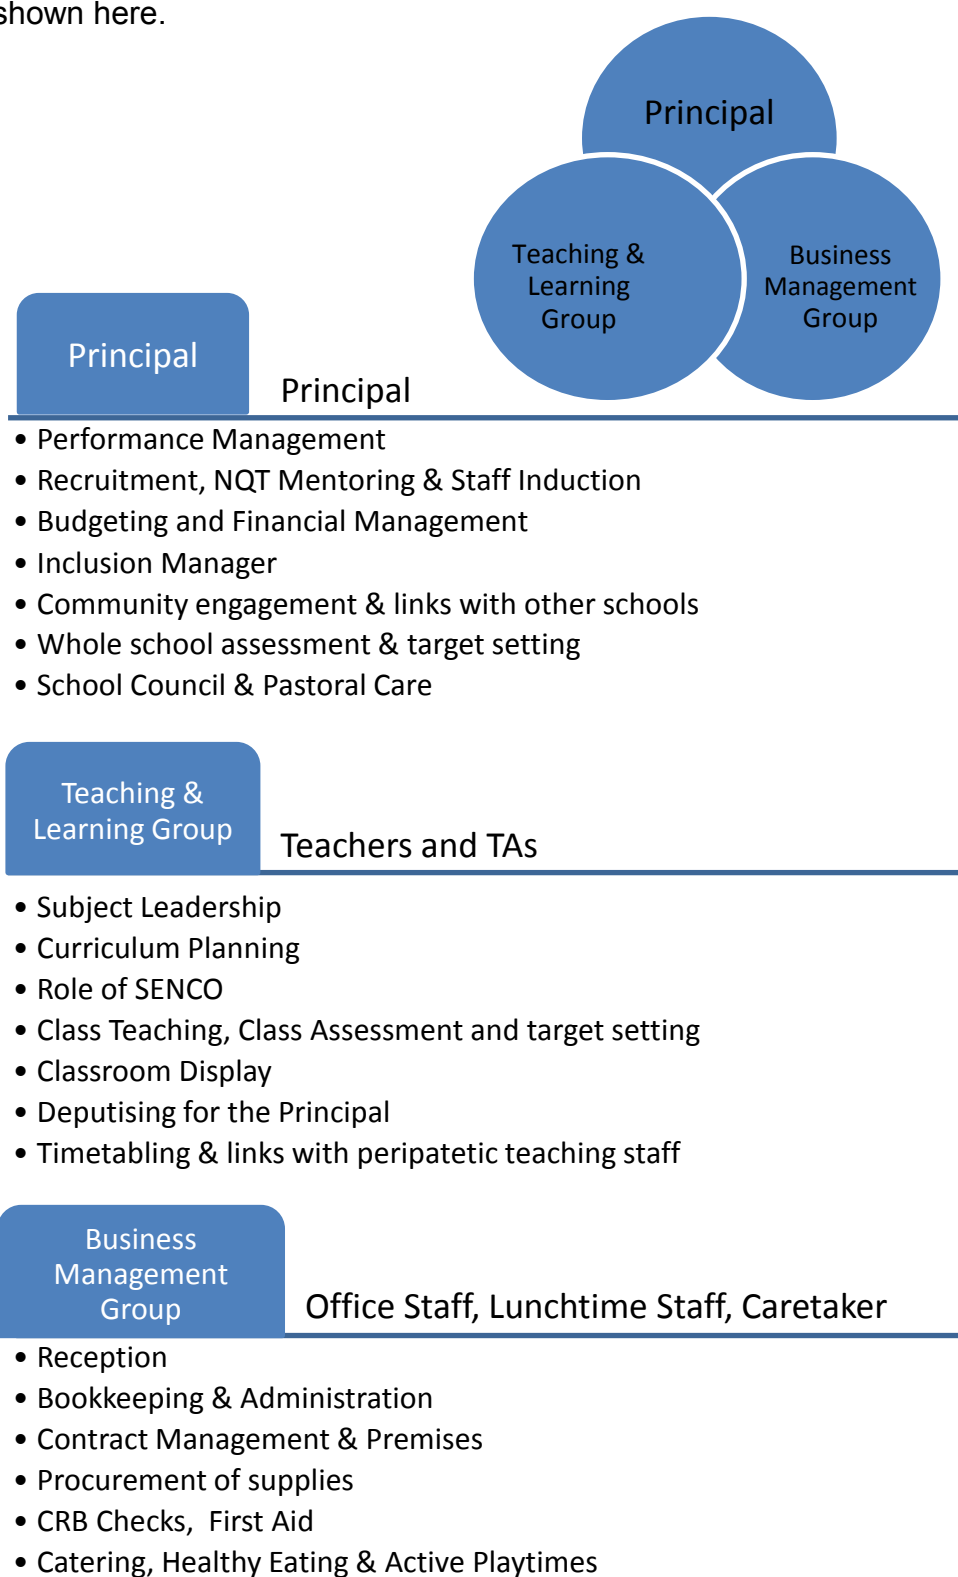 shown here.
Principal
Teaching &
Learning
Group
Business
Management
Group
Principal
Principal
• Performance Management
• Recruitment, NQT Mentoring & Staff Induction
• Budgeting and Financial Management
• Inclusion Manager
• Community engagement & links with other schools
• Whole school assessment & target setting
• School Council & Pastoral Care
Teaching &
Learning Group
Teachers and TAs
• Subject Leadership
• Curriculum Planning
• Role of SENCO
• Class Teaching, Class Assessment and target setting
• Classroom Display
• Deputising for the Principal
• Timetabling & links with peripatetic teaching staff
Business
Management
Group
Office Staff, Lunchtime Staff, Caretaker
• Reception
• Bookkeeping & Administration
• Contract Management & Premises
• Procurement of supplies
• CRB Checks, First Aid
• Catering, Healthy Eating & Active Playtimes